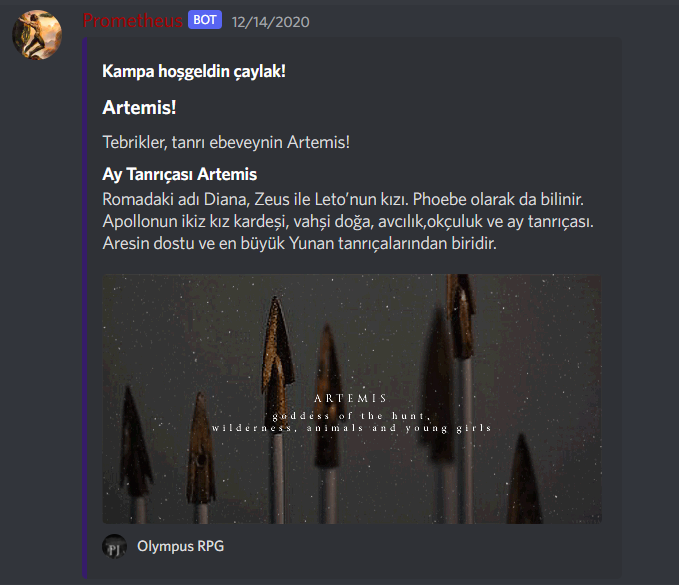 Prometheus BOT 12/14/2020
Kampa hoşgeldin çaylak!
Artemis!
Tebrikler, tanrı ebeveynin Artemis!
Ay Tanrıçası Artemis
Romadaki adı Diana, Zeus ile Leto’nun kızı. Phoebe olarak da bilinir.
Apollonun ikiz kız kardeşi, vahşi doğa, avcılık,okçuluk ve ay tanrıçası.
Aresin dostu ve en büyük Yunan tanrıçalarından biridir.
ARTEMIS
goddess of the hunt,
wilderness, animals and young girls
PJ
Olympus RPG